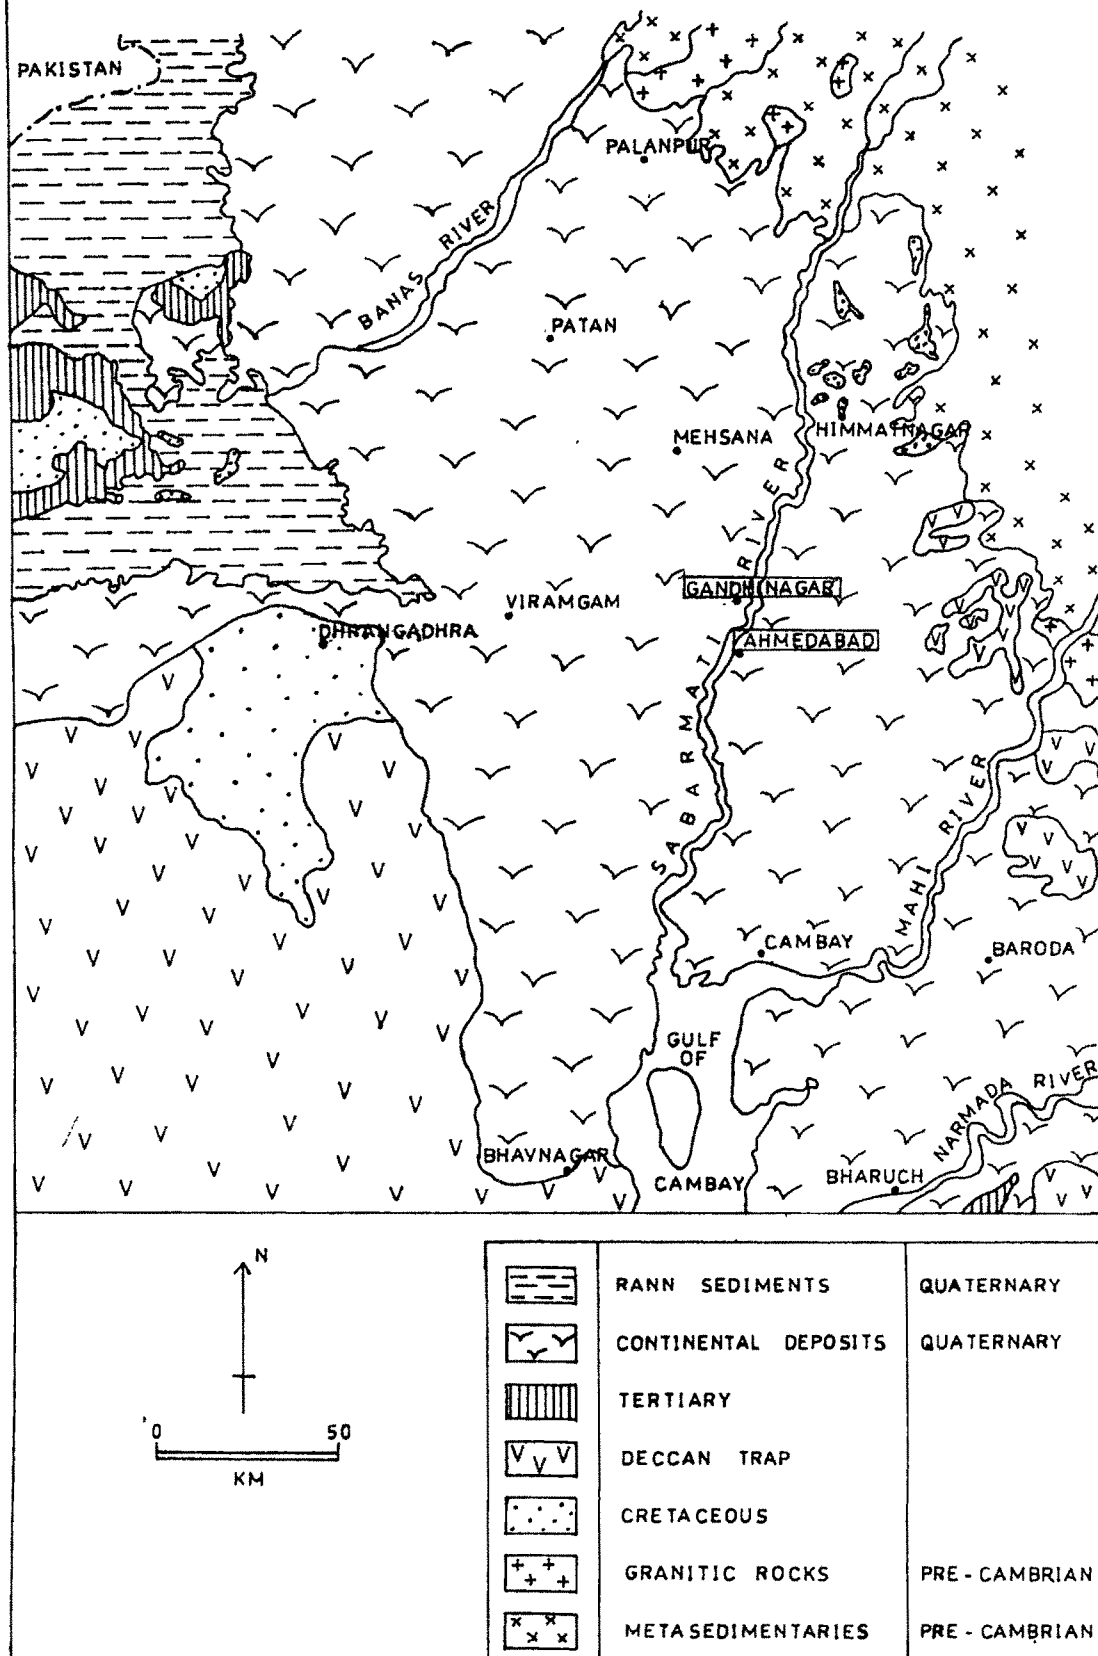 PAKISTAN
PALANPUR
BANAS RIVER
PATAN
MEHSANA
HIMMATNAGAR
SABARMATI RIVER
GANDHINAGAR
VIRAMGAM
DHRANGADHRA
AHMEDABAD
MAHI RIVER
CAMBAY
BARODA
GULF
OF
CAMBAY
NARMADA RIVER
BHAVNAGAR
BHARUCH
N
0 50
KM
RANN SEDIMENTS QUATERNARY
CONTINENTAL DEPOSITS QUATERNARY
TERTIARY
DECCAN TRAP
CRETACEOUS
GRANITIC ROCKS PRE-CAMBRIAN
METASEDIMENTARIES PRE-CAMBRIAN